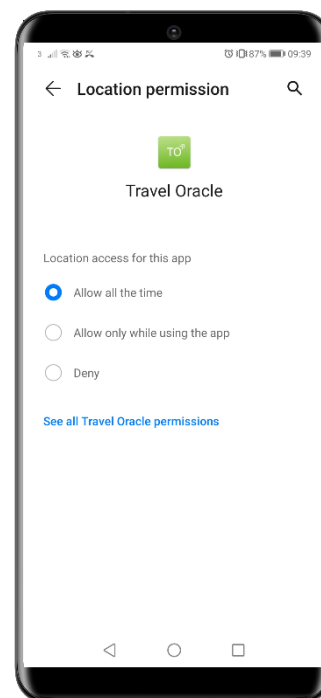 3 87% 09:39
Location permission
TO
Travel Oracle
Location access for this app
Allow all the time
Allow only while using the app
Deny
See all Travel Oracle permissions